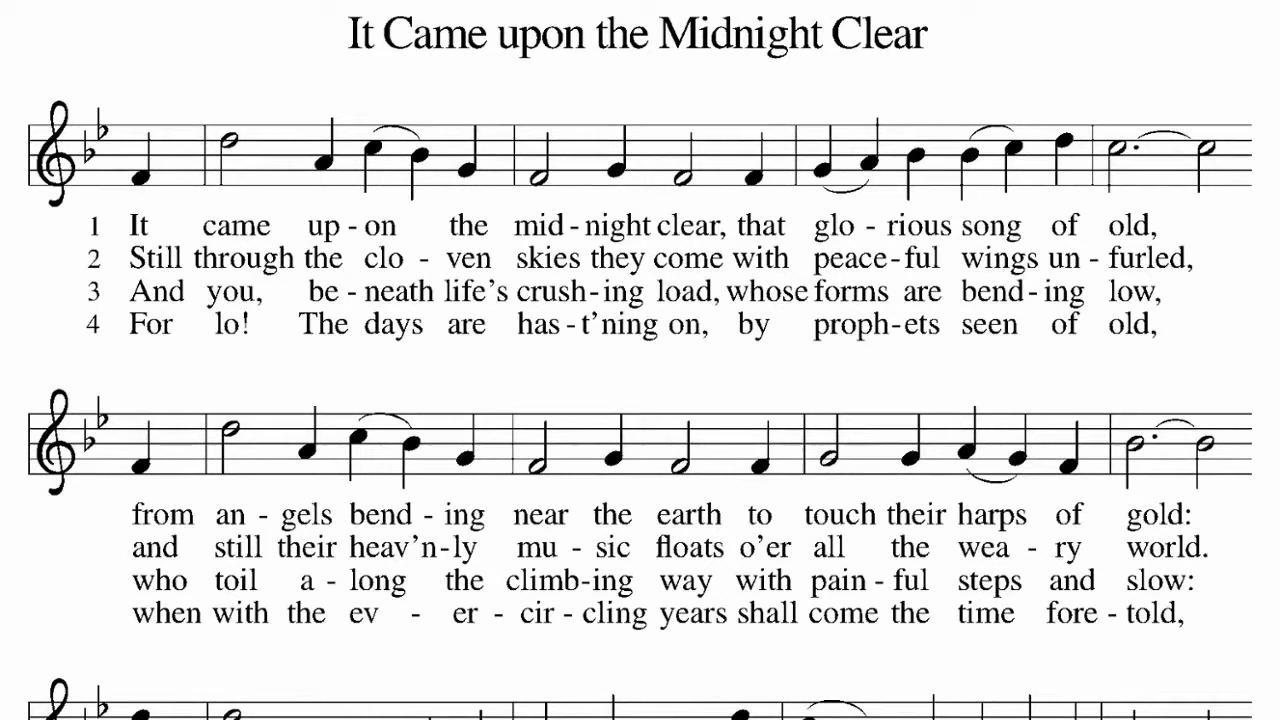 It Came upon the Midnight Clear
1 It came up - on the mid - night clear, that glo - rious song of old,
2 Still through the clo - ven skies they come with peace - ful wings un - furled,
3 And you, be - neath life’s crush - ing load, whose forms are bend - ing low,
4 For lo! The days are has - t’ning on, by proph - ets seen of old,
from an - gels bend - ing near the earth to touch their harps of gold:
and still their heav’n - ly mu - sic floats o’er all the wea - ry world.
who toil a - long the climb - ing way with pain - ful steps and slow:
when with the ev - er - cir - cling years shall come the time fore - told,